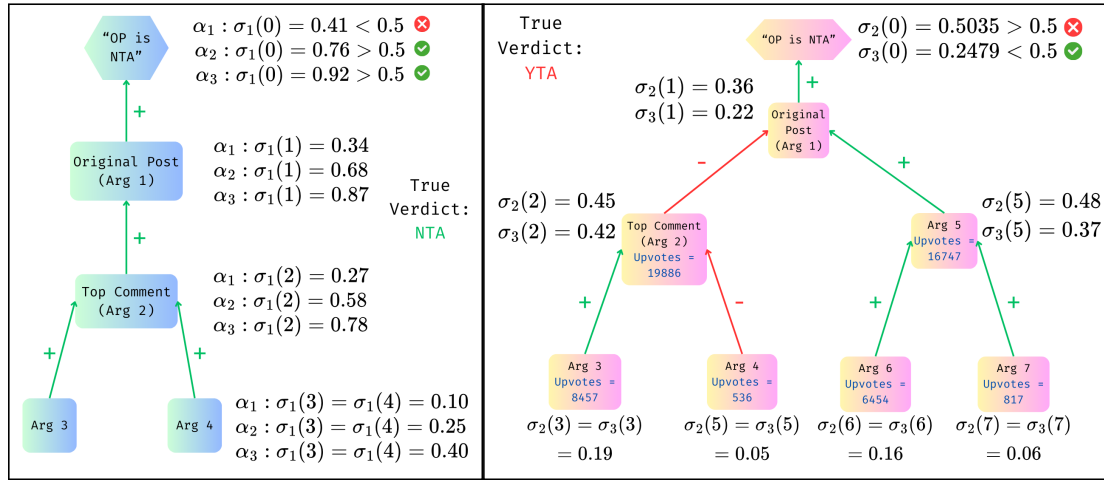 “OP is
NTA”
α₁ : σ₁(0) = 0.41 < 0.5
α₂ : σ₁(0) = 0.76 > 0.5
α₃ : σ₁(0) = 0.92 > 0.5
+
Original Post
(Arg 1)
α₁ : σ₁(1) = 0.34
α₂ : σ₁(1) = 0.68
α₃ : σ₁(1) = 0.87
True
Verdict:
NTA
+
Top Comment
(Arg 2)
α₁ : σ₁(2) = 0.27
α₂ : σ₁(2) = 0.58
α₃ : σ₁(2) = 0.78
+
+
Arg 3
Arg 4
α₁ : σ₁(3) = σ₁(4) = 0.10
α₂ : σ₁(3) = σ₁(4) = 0.25
α₃ : σ₁(3) = σ₁(4) = 0.40
True
Verdict:
YTA
“OP is NTA”
σ₂(0) = 0.5035 > 0.5
σ₃(0) = 0.2479 < 0.5
+
σ₂(1) = 0.36
σ₃(1) = 0.22
Original
Post
(Arg 1)
-
+
σ₂(2) = 0.45
σ₃(2) = 0.42
Top Comment
(Arg 2)
Upvotes =
19886
Arg 5
Upvotes =
16747
σ₂(5) = 0.48
σ₃(5) = 0.37
+
-
+
+
Arg 3
Upvotes =
8457
Arg 4
Upvotes =
536
Arg 6
Upvotes =
6454
Arg 7
Upvotes =
817
σ₂(3) = σ₃(3)
= 0.19
σ₂(5) = σ₃(5)
= 0.05
σ₂(6) = σ₃(6)
= 0.16
σ₂(7) = σ₃(7)
= 0.06